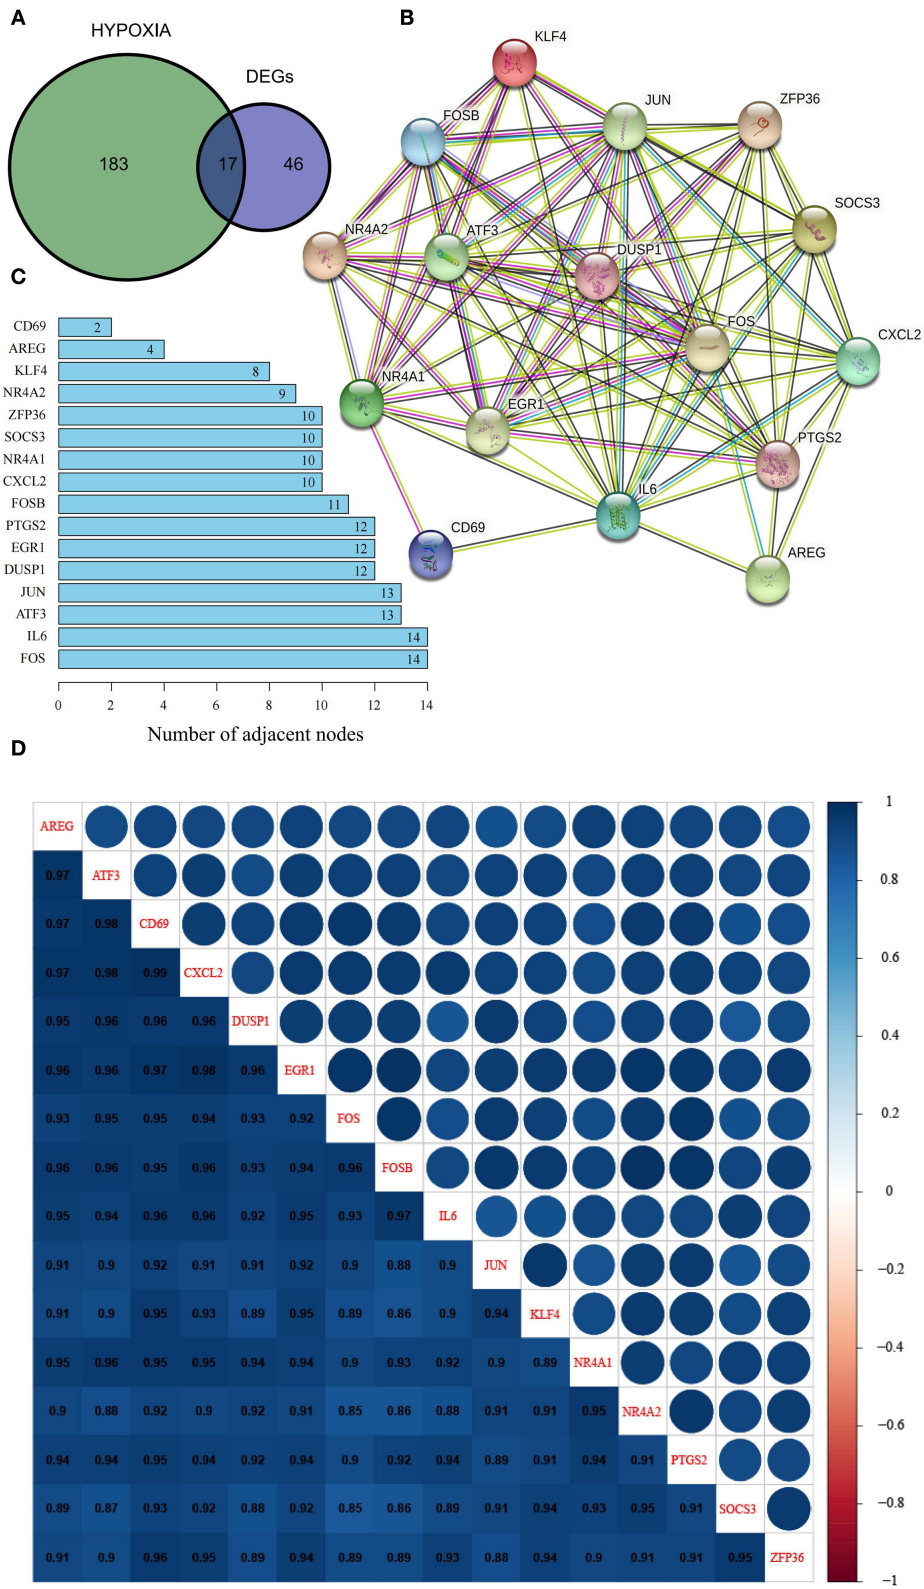 A
HYPOXIA
DEGs
183
17
46
B
KLF4
FOSB
JUN
ZFP36
SOCS3
NR4A2
ATF3
DUSP1
FOS
CXCL2
NR4A1
EGR1
PTGS2
IL6
CD69
AREG
C
CD69 2
AREG 4
KLF4 8
NR4A2 9
ZFP36 10
SOCS3 10
NR4A1 10
CXCL2 10
FOSB 11
PTGS2 12
EGR1 12
DUSP1 12
JUN 13
ATF3 13
IL6 14
FOS 14
0 2 4 6 8 10 12 14
Number of adjacent nodes
D
AREG
0.97 ATF3
0.97 0.98 CD69
0.97 0.98 0.99 CXCL2
0.95 0.96 0.96 0.96 DUSP1
0.96 0.96 0.97 0.98 0.96 EGR1
0.93 0.95 0.95 0.94 0.93 0.92 FOS
0.96 0.96 0.95 0.96 0.93 0.94 0.96 FOSB
0.95 0.94 0.96 0.96 0.92 0.95 0.93 0.97 IL6
0.91 0.9 0.92 0.91 0.91 0.92 0.9 0.88 0.9 JUN
0.91 0.9 0.95 0.93 0.89 0.95 0.89 0.86 0.9 0.94 KLF4
0.95 0.96 0.95 0.95 0.94 0.94 0.9 0.93 0.92 0.9 0.89 NR4A1
0.9 0.88 0.92 0.9 0.92 0.91 0.85 0.86 0.88 0.91 0.91 0.95 NR4A2
0.94 0.94 0.95 0.94 0.92 0.94 0.9 0.92 0.94 0.89 0.91 0.94 0.91 PTGS2
0.89 0.87 0.93 0.92 0.88 0.92 0.85 0.86 0.89 0.91 0.94 0.93 0.95 0.91 SOCS3
0.91 0.9 0.96 0.95 0.89 0.94 0.89 0.89 0.93 0.88 0.94 0.9 0.91 0.91 0.95 ZFP36
1
0.8
0.6
0.4
0.2
0
−0.2
−0.4
−0.6
−0.8
−1